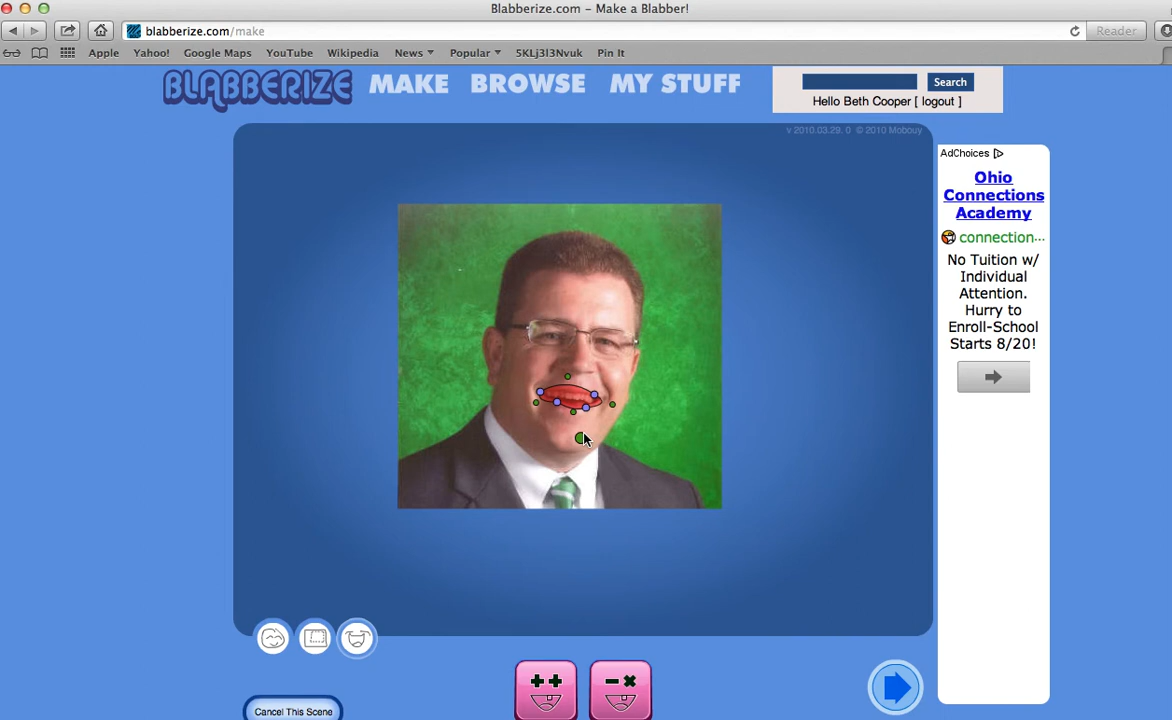 Blabberize.com – Make a Blabber!
blabberize.com/make
Reader
Apple Yahoo! Google Maps YouTube Wikipedia News Popular 5KLj3l3Nvuk Pin It
BLABBERIZE MAKE BROWSE MY STUFF
Search
Hello Beth Cooper [ logout ]
v 2010.03.29. 0 © 2010 Mobouy
AdChoices
Ohio
Connections
Academy
connection...
No Tuition w/
Individual
Attention.
Hurry to
Enroll-School
Starts 8/20!
Cancel This Scene